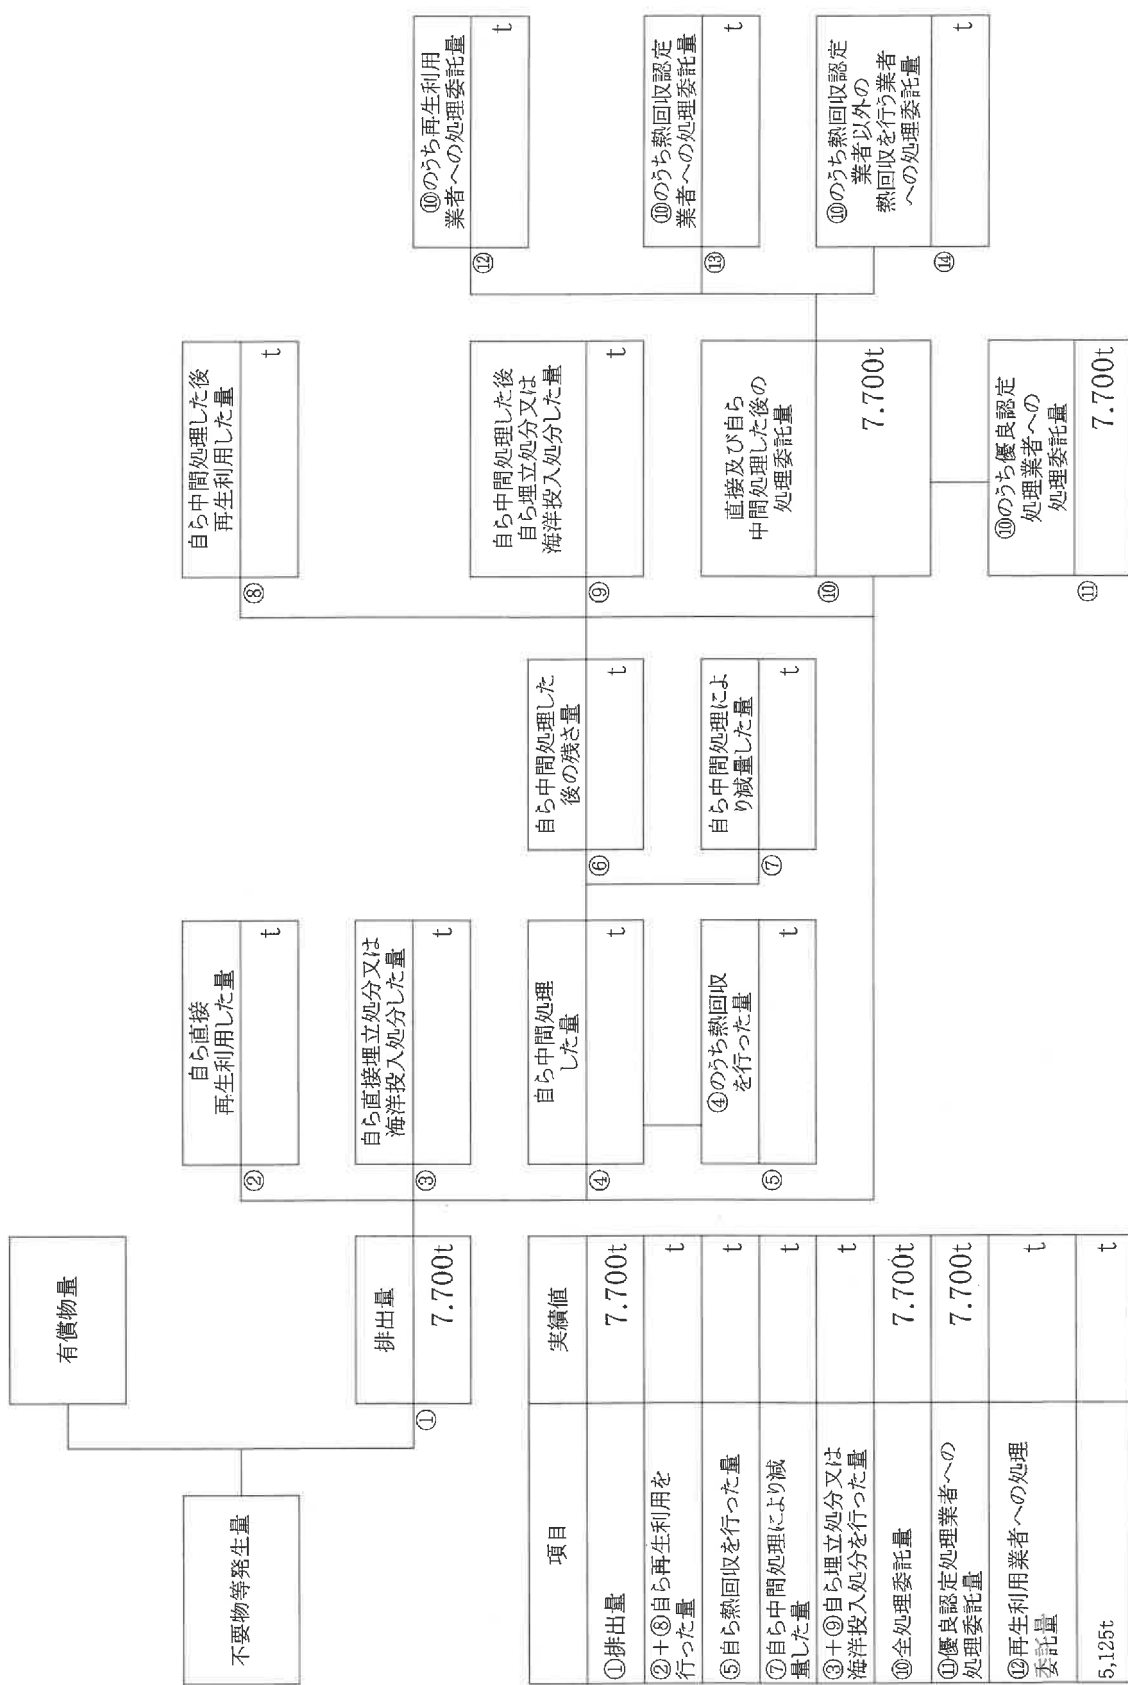 不要物等発生量
有償物量
①
排出量
7.700t
②
自ら直接
再生利用した量
t
③
自ら直接埋立処分又は
海洋投入処分した量
t
④
自ら中間処理
した量
t
⑤
④のうち熱回収
を行った量
t
⑥
自ら中間処理した
後の残さ量
t
⑦
自ら中間処理によ
り減量した量
t
⑧
自ら中間処理した後
再生利用した量
t
⑨
自ら中間処理した後
自ら埋立処分又は
海洋投入処分した量
t
⑩
直接及び自ら
中間処理した後の
処理委託量
7.700t
⑪
⑩のうち優良認定
処理業者への
処理委託量
7.700t
⑫
⑩のうち再生利用
業者への処理委託量
t
⑬
⑩のうち熱回収認定
業者への処理委託量
t
⑭
⑩のうち熱回収認定
業者以外の
熱回収を行う業者
への処理委託量
t
項目
実績値
①排出量
7.700t
②+⑧自ら再生利用を
行った量
t
⑤自ら熱回収を行った量
t
⑦自ら中間処理により減
量した量
t
③+⑨自ら埋立処分又は
海洋投入処分を行った量
t
⑩全処理委託量
7.700t
⑪優良認定処理業者への
処理委託量
7.700t
⑫再生利用業者への処理
委託量
t
5,125t
t